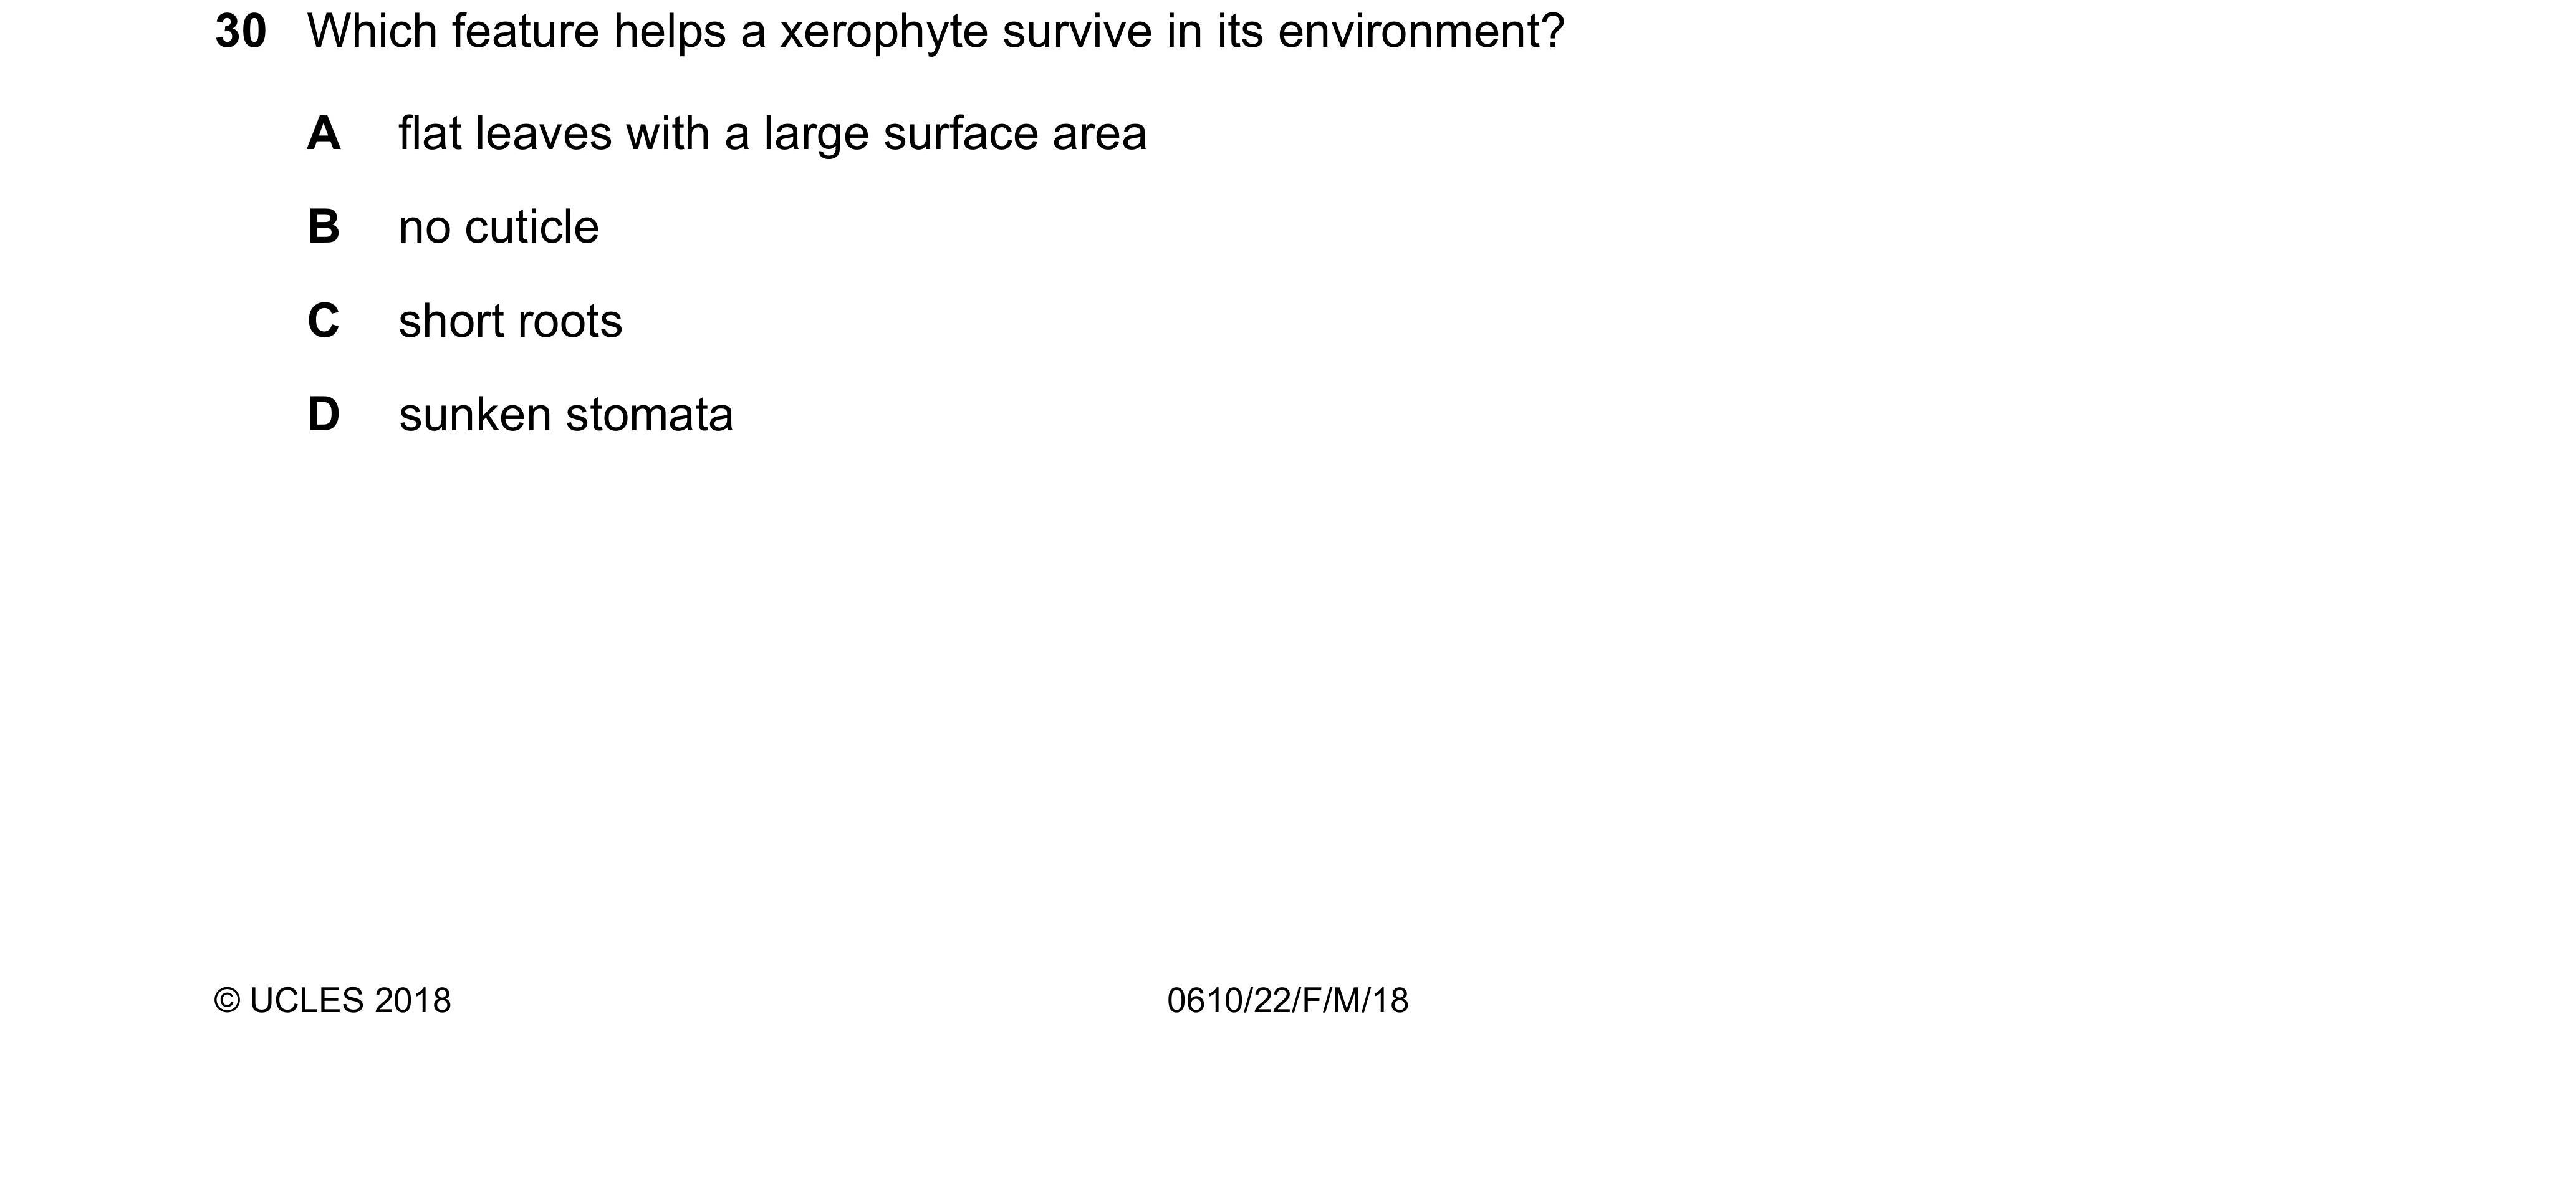 30 Which feature helps a xerophyte survive in its environment?
A flat leaves with a large surface area
B no cuticle
C short roots
D sunken stomata
© UCLES 2018 0610/22/F/M/18